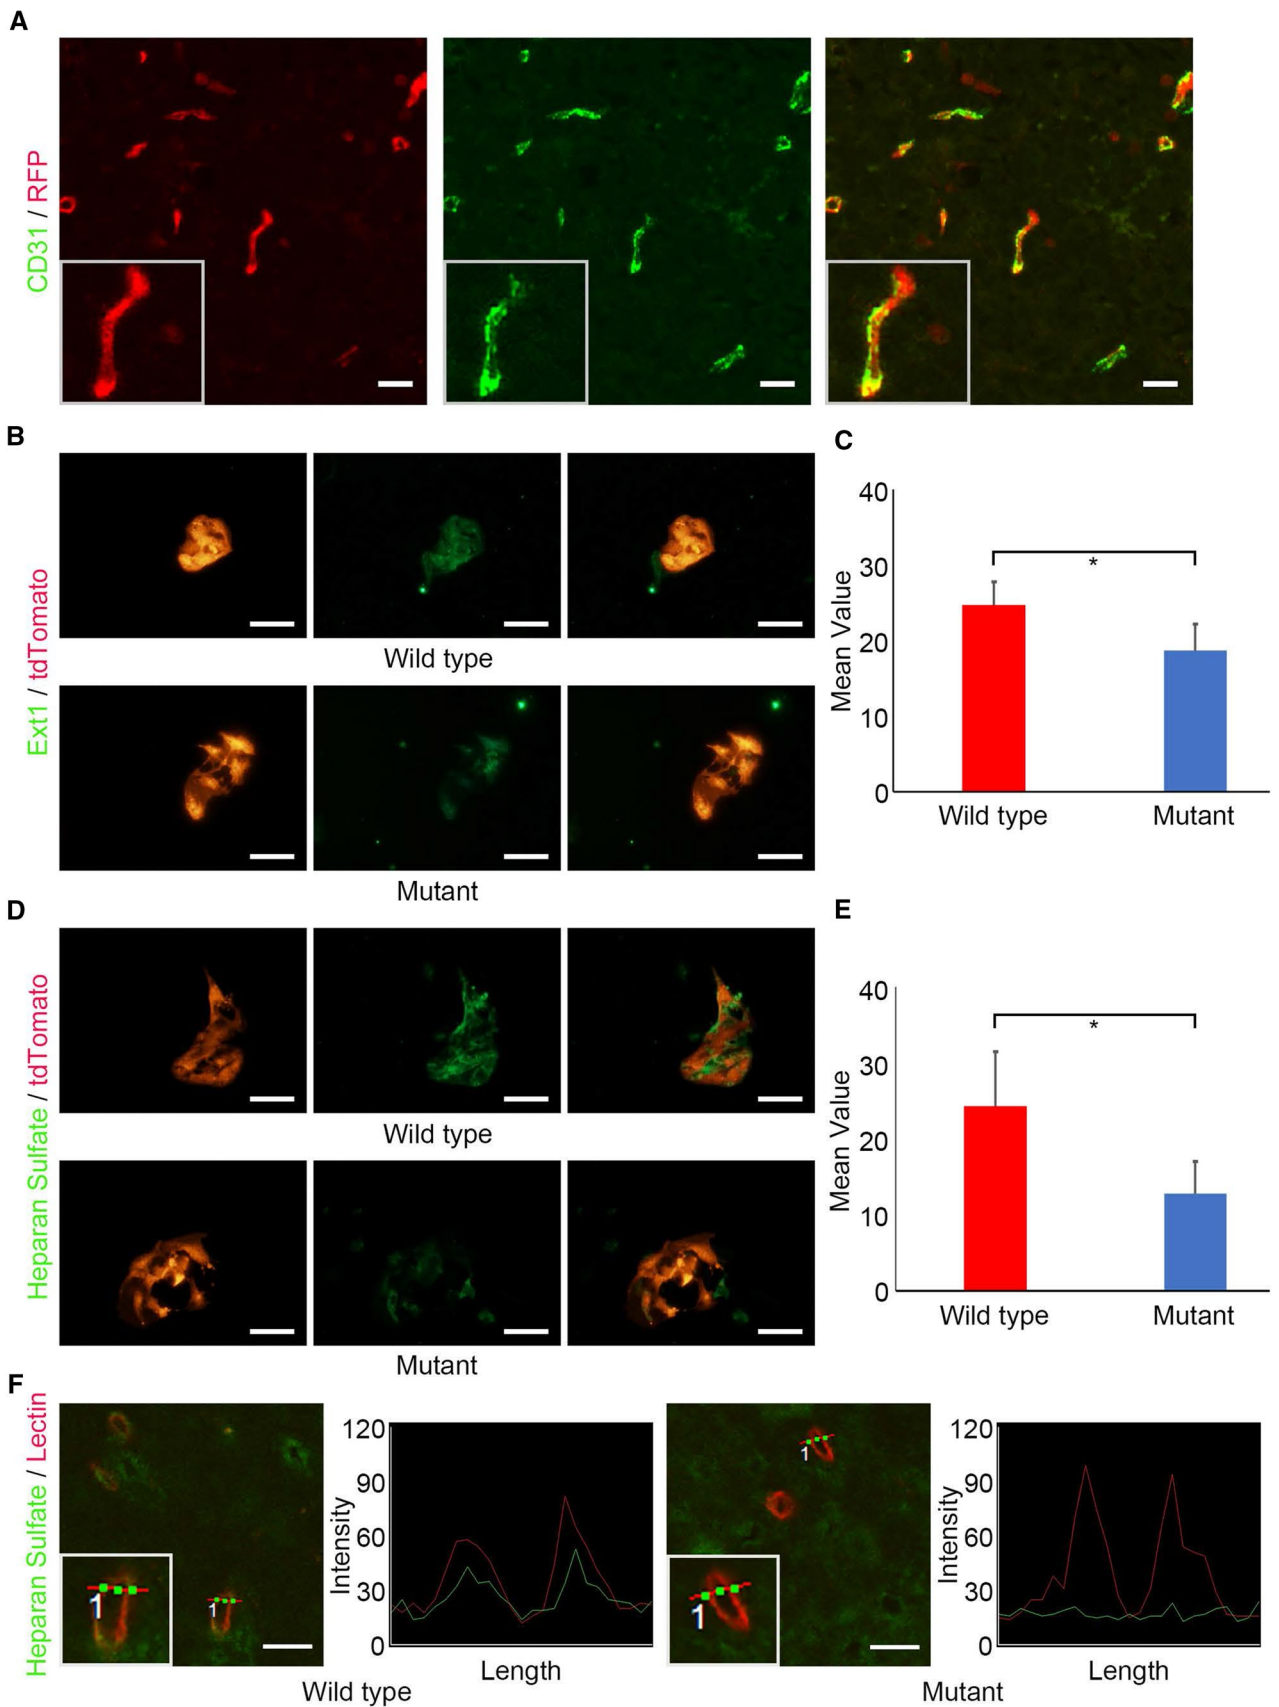 A
CD31 / RFP
B
Ext1 / tdTomato
Wild type
Mutant
C
Mean Value
40
30
20
10
0
*
Wild type
Mutant
D
Heparan Sulfate / tdTomato
Wild type
Mutant
E
Mean Value
40
30
20
10
0
*
Wild type
Mutant
F
Heparan Sulfate / Lectin
1
1
Intensity
120
90
60
30
0
Length
Wild type
1
1
Intensity
120
90
60
30
0
Length
Mutant